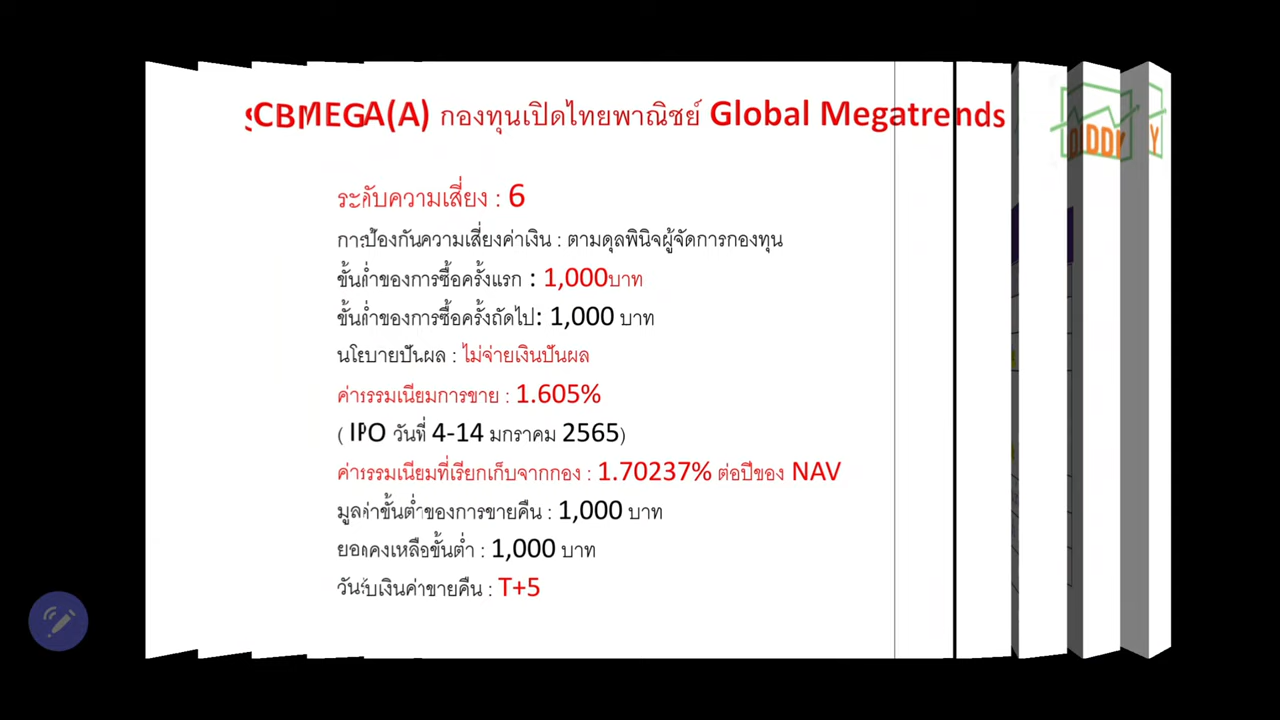 SCBMEGA(A) กองทุนเปิดไทยพาณิชย์ Global Megatrends
ระดับความเสี่ยง : 6
การป้องกันความเสี่ยงค่าเงิน : ตามดุลพินิจผู้จัดการกองทุน
ขั้นต่ำของการซื้อครั้งแรก : 1,000บาท
ขั้นต่ำของการซื้อครั้งถัดไป: 1,000 บาท
นโยบายปันผล : ไม่จ่ายเงินปันผล
ค่าธรรมเนียมการขาย : 1.605%
( IPO วันที่ 4-14 มกราคม 2565)
ค่าธรรมเนียมที่เรียกเก็บจากกอง : 1.70237% ต่อปีของ NAV
มูลค่าขั้นต่ำของการขายคืน : 1,000 บาท
ยอดคงเหลือขั้นต่ำ : 1,000 บาท
วันรับเงินค่าขายคืน : T+5